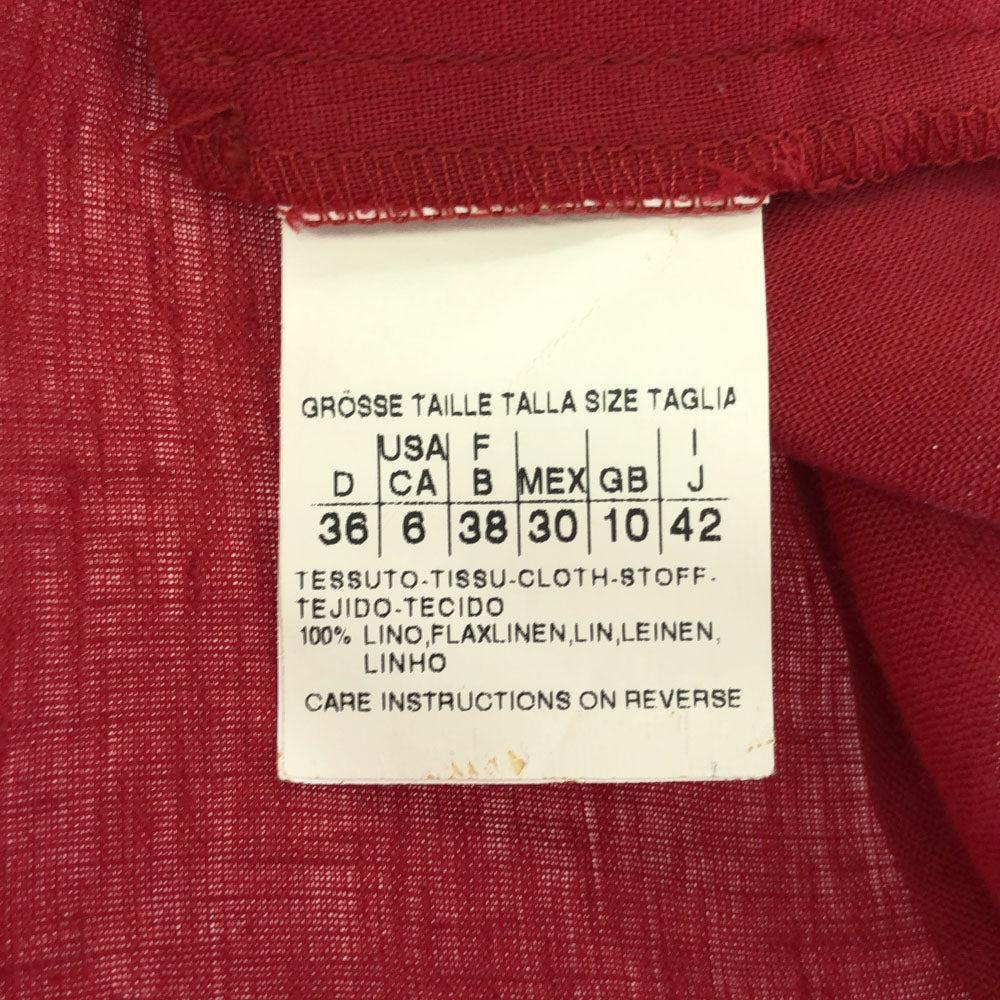 GRÖSSE TAILLE TALLA SIZE TAGLIA
USA F I
D CA B MEX GB J
36 6 38 30 10 42
TESSUTO-TISSU-CLOTH-STOFF-
TEJIDO-TECIDO
100% LINO,FLAXLINEN,LIN,LEINEN,
LINHO
CARE INSTRUCTIONS ON REVERSE